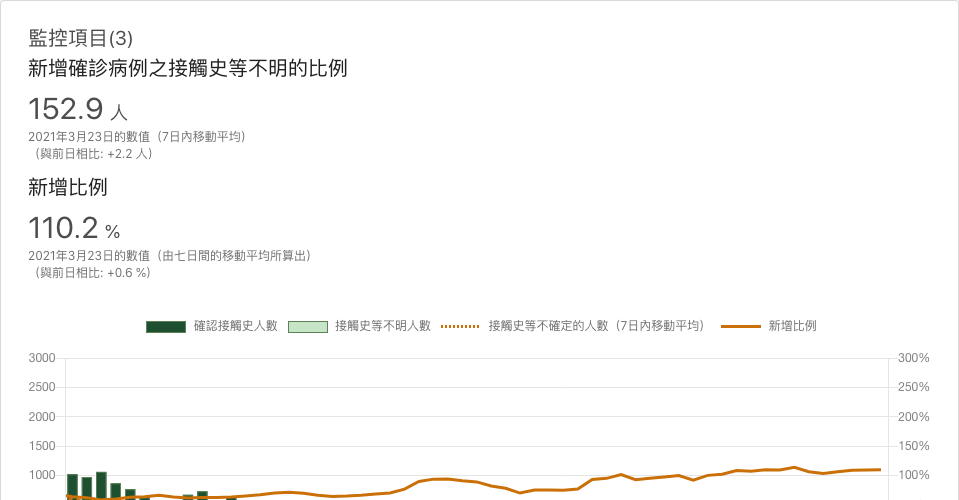 監控項目(3)
新增確診病例之接觸史等不明的比例
152.9 人
2021年3月23日的數值（7日內移動平均）
（與前日相比: +2.2 人）
新增比例
110.2 %
2021年3月23日的數值（由七日間的移動平均所算出）
（與前日相比: +0.6 %）
確認接觸史人數 接觸史等不明人數 接觸史等不確定的人數（7日內移動平均） 新增比例
3000 300%
2500 250%
2000 200%
1500 150%
1000 100%